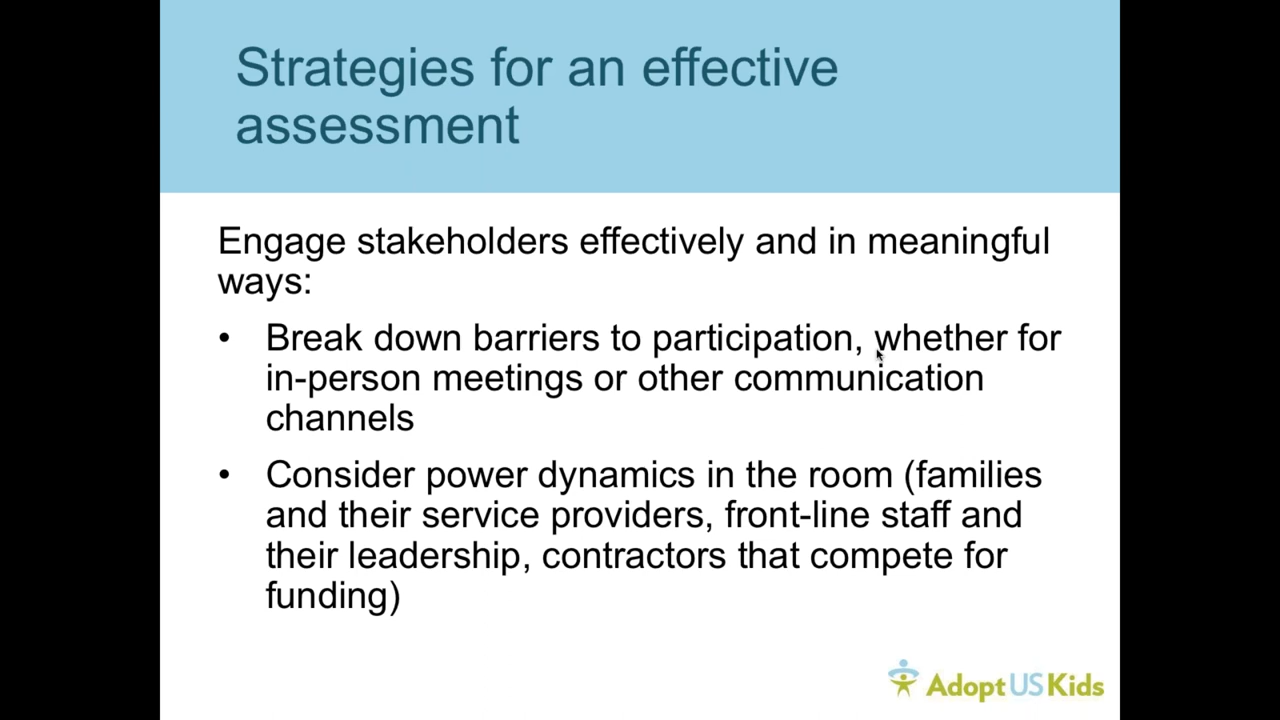 Strategies for an effective
assessment
Engage stakeholders effectively and in meaningful
ways:
• Break down barriers to participation, whether for
in-person meetings or other communication
channels
• Consider power dynamics in the room (families
and their service providers, front-line staff and
their leadership, contractors that compete for
funding)
AdoptUSKids